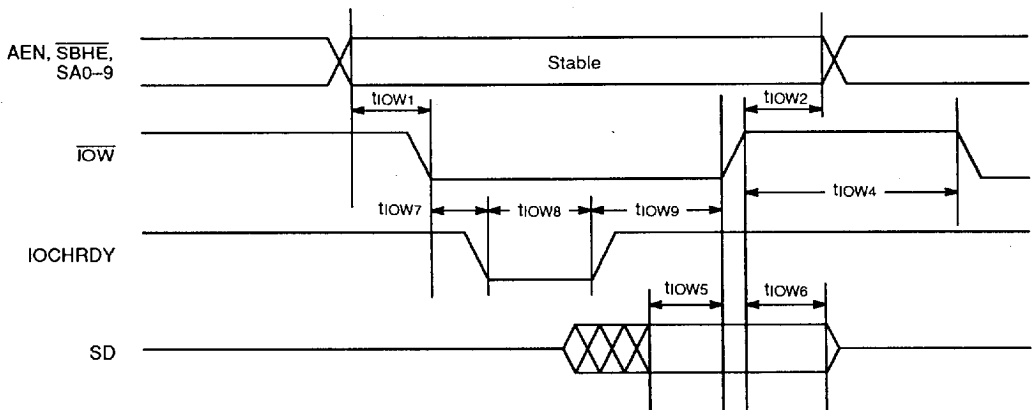 AEN, SBHE,
SA0–9
Stable
tIOW1
tIOW2
IOW
tIOW4
tIOW7
tIOW8
tIOW9
IOCHRDY
tIOW5
tIOW6
SD